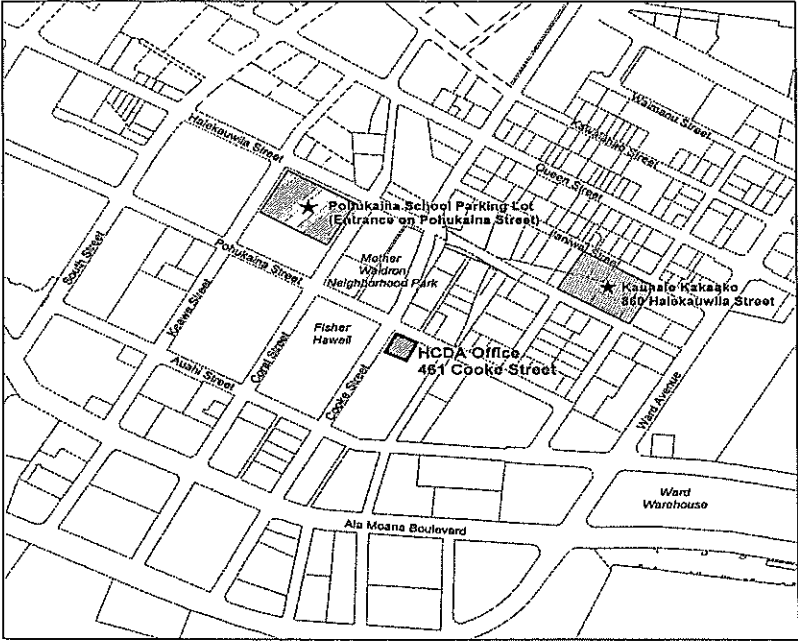 Waimanu Street
Kawaiahao Street
Halekauwila Street
Queen Street
Pohukaina School Parking Lot
(Entrance on Pohukaina Street)
Ilaniwai Street
South Street
Pohukaina Street
Mother
Waldron
Neighborhood Park
Kauhale Kakaako
860 Halekauwila Street
Keawe Street
Fisher
Hawaii
Coral Street
HCDA Office
461 Cooke Street
Auahi Street
Cooke Street
Ward Avenue
Ward
Warehouse
Ala Moana Boulevard